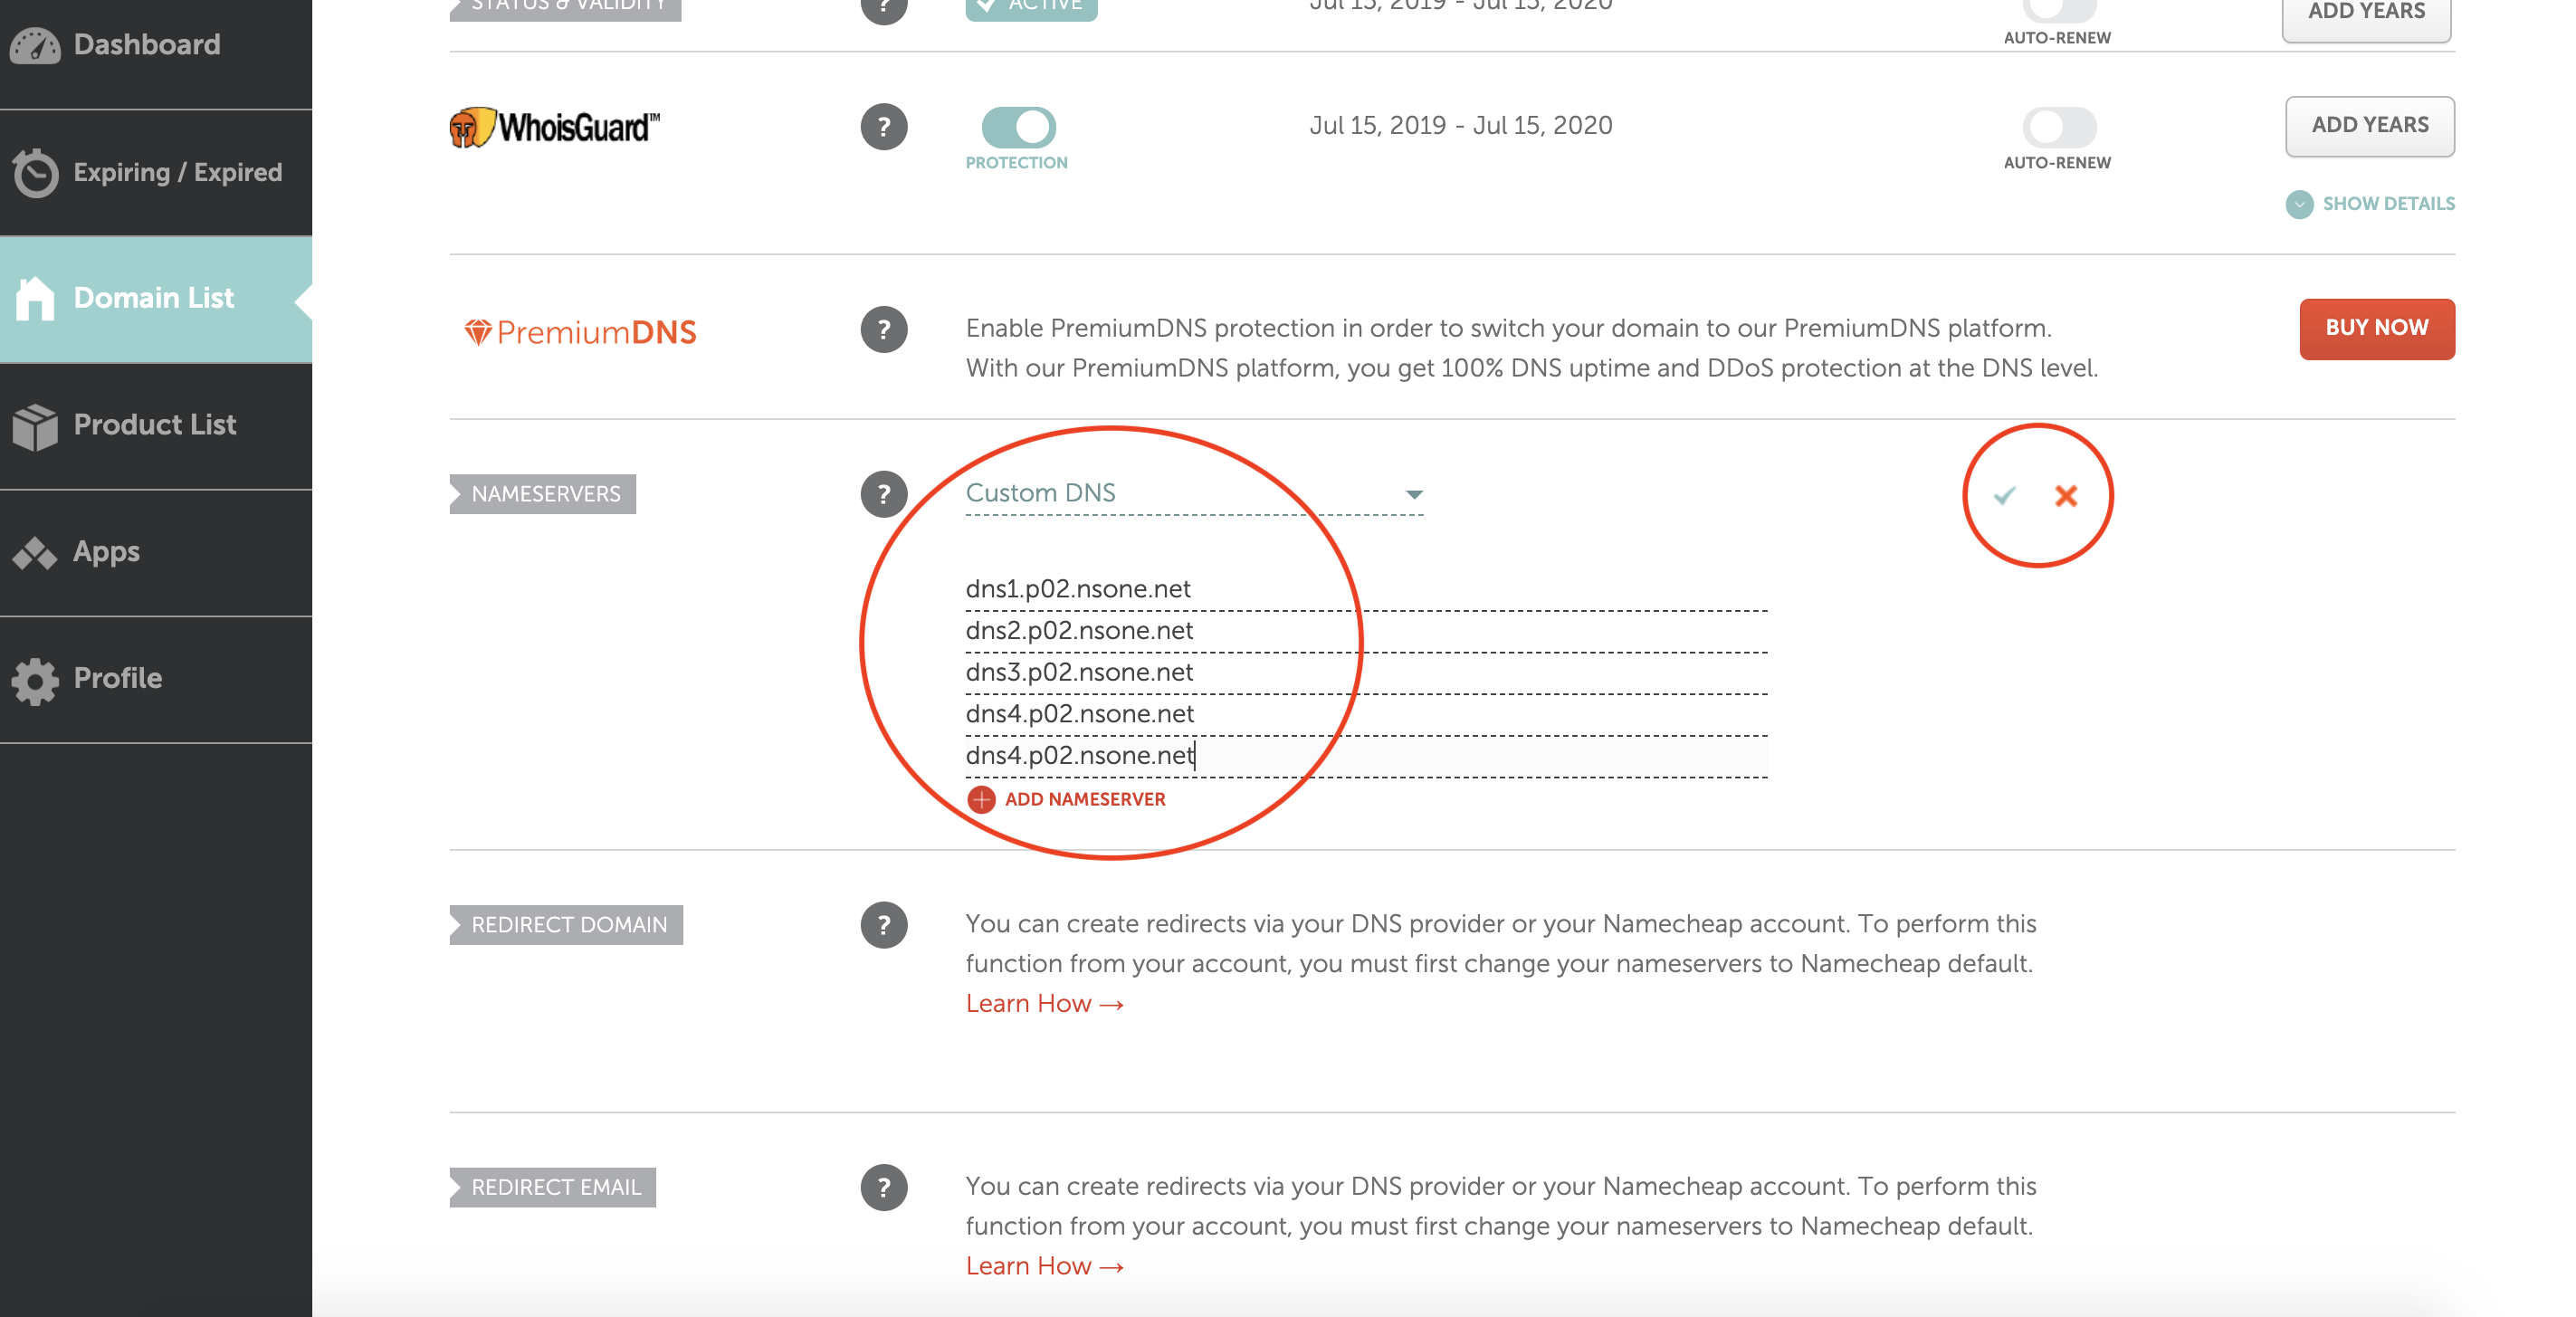 Dashboard
Expiring / Expired
Domain List
Product List
Apps
Profile
STATUS & VALIDITY
?
ACTIVE
Jul 15, 2019 - Jul 15, 2020
AUTO-RENEW
ADD YEARS
WhoisGuard™
?
PROTECTION
Jul 15, 2019 - Jul 15, 2020
AUTO-RENEW
ADD YEARS
SHOW DETAILS
PremiumDNS
?
Enable PremiumDNS protection in order to switch your domain to our PremiumDNS platform.
With our PremiumDNS platform, you get 100% DNS uptime and DDoS protection at the DNS level.
BUY NOW
NAMESERVERS
?
Custom DNS
dns1.p02.nsone.net
dns2.p02.nsone.net
dns3.p02.nsone.net
dns4.p02.nsone.net
dns4.p02.nsone.net
ADD NAMESERVER
REDIRECT DOMAIN
?
You can create redirects via your DNS provider or your Namecheap account. To perform this
function from your account, you must first change your nameservers to Namecheap default.
Learn How →
REDIRECT EMAIL
?
You can create redirects via your DNS provider or your Namecheap account. To perform this
function from your account, you must first change your nameservers to Namecheap default.
Learn How →